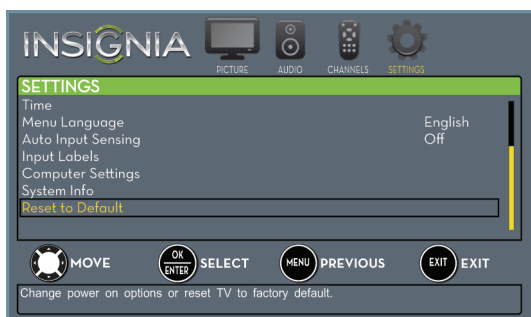 INSIGNIA
PICTURE AUDIO CHANNELS SETTINGS
SETTINGS
Time
Menu Language English
Auto Input Sensing Off
Input Labels
Computer Settings
System Info
Reset to Default
MOVE OK ENTER SELECT MENU PREVIOUS EXIT EXIT
Change power on options or reset TV to factory default.